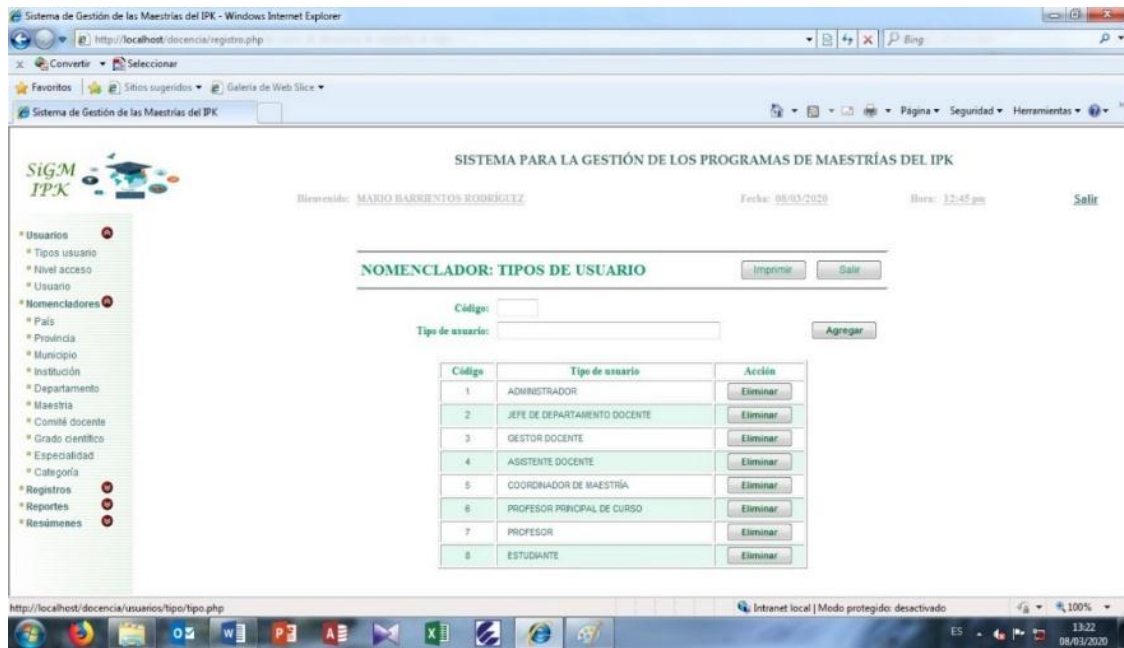 Sistema de Gestión de las Maestrías del IPK - Windows Internet Explorer
http://localhost/docencia/registro.php
Bing
x Convertir Seleccionar
Favoritos Sitios sugeridos Galería de Web Slice
Sistema de Gestión de las Maestrías del IPK
Página Seguridad Herramientas
SiGM
IPK
SISTEMA PARA LA GESTIÓN DE LOS PROGRAMAS DE MAESTRÍAS DEL IPK
Bienvenido: MARIO BARRIENTOS RODRÍGUEZ Fecha: 08/03/2020 Hora: 12:45 pm Salir
Usuarios
Tipos usuario
Nivel acceso
Usuario
Nomencladores
País
Provincia
Municipio
Institución
Departamento
Maestría
Comité docente
Grado científico
Especialidad
Categoría
Registros
Reportes
Resúmenes
NOMENCLADOR: TIPOS DE USUARIO Imprimir Salir
Código:
Tipo de usuario: Agregar
Código Tipo de usuario Acción
1 ADMINISTRADOR Eliminar
2 JEFE DE DEPARTAMENTO DOCENTE Eliminar
3 GESTOR DOCENTE Eliminar
4 ASISTENTE DOCENTE Eliminar
5 COORDINADOR DE MAESTRÍA Eliminar
6 PROFESOR PRINCIPAL DE CURSO Eliminar
7 PROFESOR Eliminar
8 ESTUDIANTE Eliminar
http://localhost/docencia/usuarios/tipo/tipo.php Intranet local | Modo protegido: desactivado 100%
ES 13:22
08/03/2020